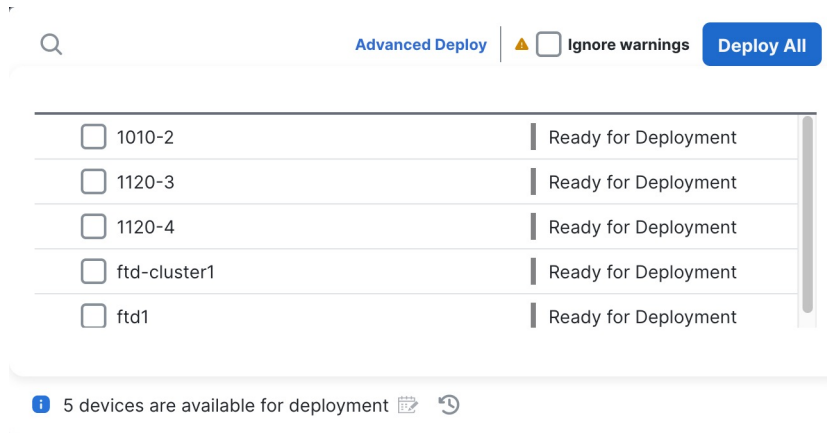 Advanced Deploy Ignore warnings Deploy All
1010-2 Ready for Deployment
1120-3 Ready for Deployment
1120-4 Ready for Deployment
ftd-cluster1 Ready for Deployment
ftd1 Ready for Deployment
5 devices are available for deployment